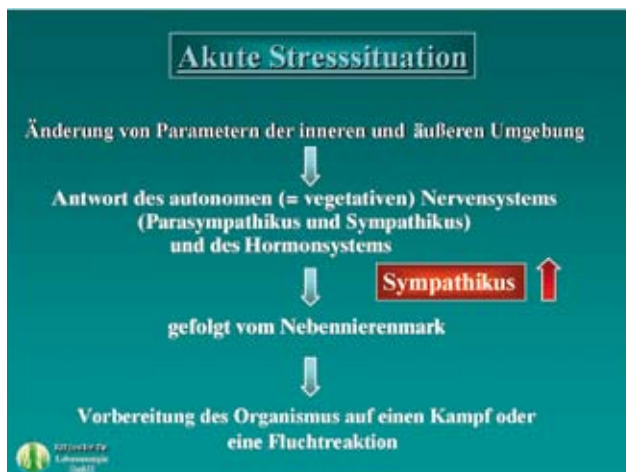 Akute Stresssituation
Änderung von Parametern der inneren und äußeren Umgebung
Antwort des autonomen (= vegetativen) Nervensystems
(Parasympathikus und Sympathikus)
und des Hormonsystems
Sympathikus
gefolgt vom Nebennierenmark
Vorbereitung des Organismus auf einen Kampf oder
eine Fluchtreaktion
GmbH